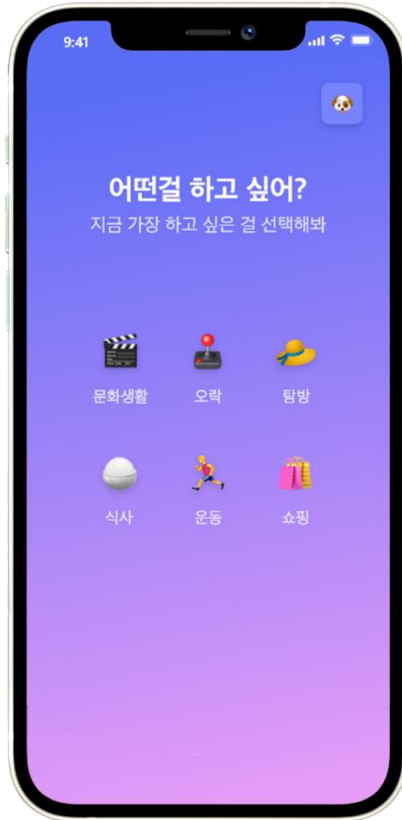 9:41
어떤걸 하고 싶어?
지금 가장 하고 싶은 걸 선택해봐
문화생활 오락 탐방
식사 운동 쇼핑